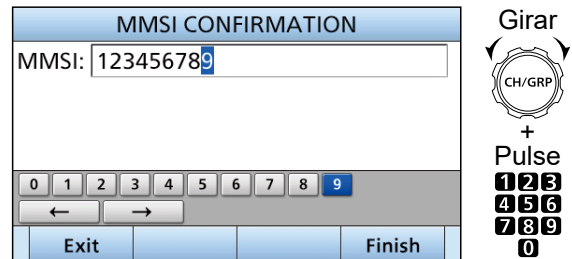 MMSI CONFIRMATION
MMSI: 123456789
0 1 2 3 4 5 6 7 8 9
← →
Exit Finish
Girar
CH/GRP
+
Pulse
1 2 3
4 5 6
7 8 9
0